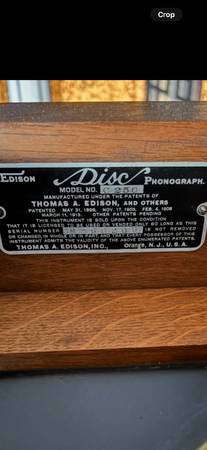 Crop
EDISON Disc PHONOGRAPH.
MODEL NO. C 250
MANUFACTURED UNDER THE PATENTS OF
THOMAS A. EDISON, AND OTHERS
PATENTED MAY 31, 1898. NOV. 17, 1903. FEB. 4, 1908
MARCH 11, 1913. OTHER PATENTS PENDING
THIS INSTRUMENT IS SOLD UPON THE CONDITION
THAT IT IS LICENSED TO BE USED OR VENDED ONLY SO LONG AS THIS
SERIAL NUMBER IS NOT REMOVED
OR CHANGED, IN WHOLE OR IN PART, AND THAT EVERY POSSESSOR OF THIS
INSTRUMENT ADMITS THE VALIDITY OF THE ABOVE ENUMERATED PATENTS.
THOMAS A. EDISON, INC., Orange, N. J., U. S. A.